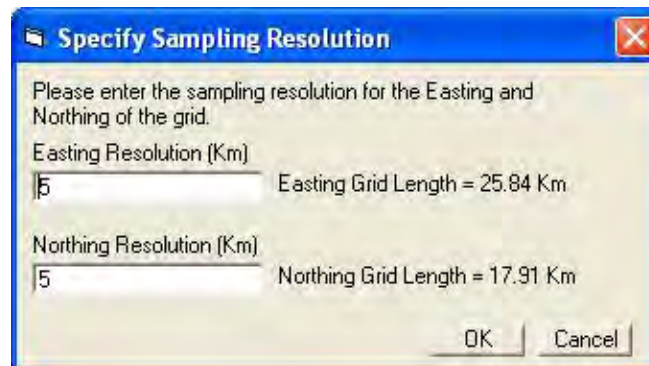 Specify Sampling Resolution
Please enter the sampling resolution for the Easting and
Northing of the grid.
Easting Resolution (Km)
5 Easting Grid Length = 25.84 Km
Northing Resolution (Km)
5 Northing Grid Length = 17.91 Km
OK Cancel